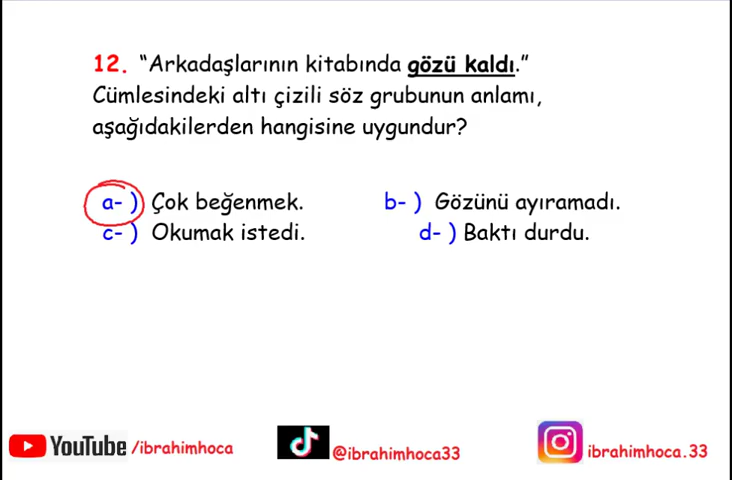 12. “Arkadaşlarının kitabında gözü kaldı.”
Cümlesindeki altı çizili söz grubunun anlamı,
aşağıdakilerden hangisine uygundur?
a- ) Çok beğenmek. b- ) Gözünü ayıramadı.
c- ) Okumak istedi. d- ) Baktı durdu.
YouTube /ibrahimhoca @ibrahimhoca33 ibrahimhoca.33